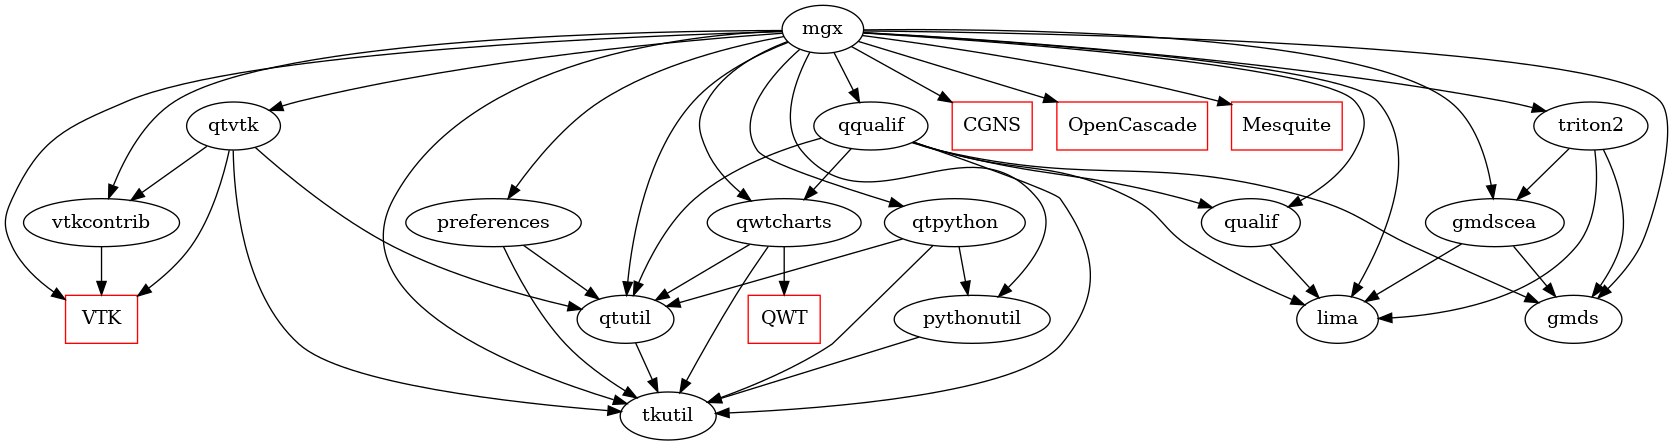 mgx
qtvtk
qqualif
CGNS
OpenCascade
Mesquite
triton2
vtkcontrib
preferences
qwtcharts
qtpython
qualif
gmdscea
VTK
qtutil
QWT
pythonutil
lima
gmds
tkutil